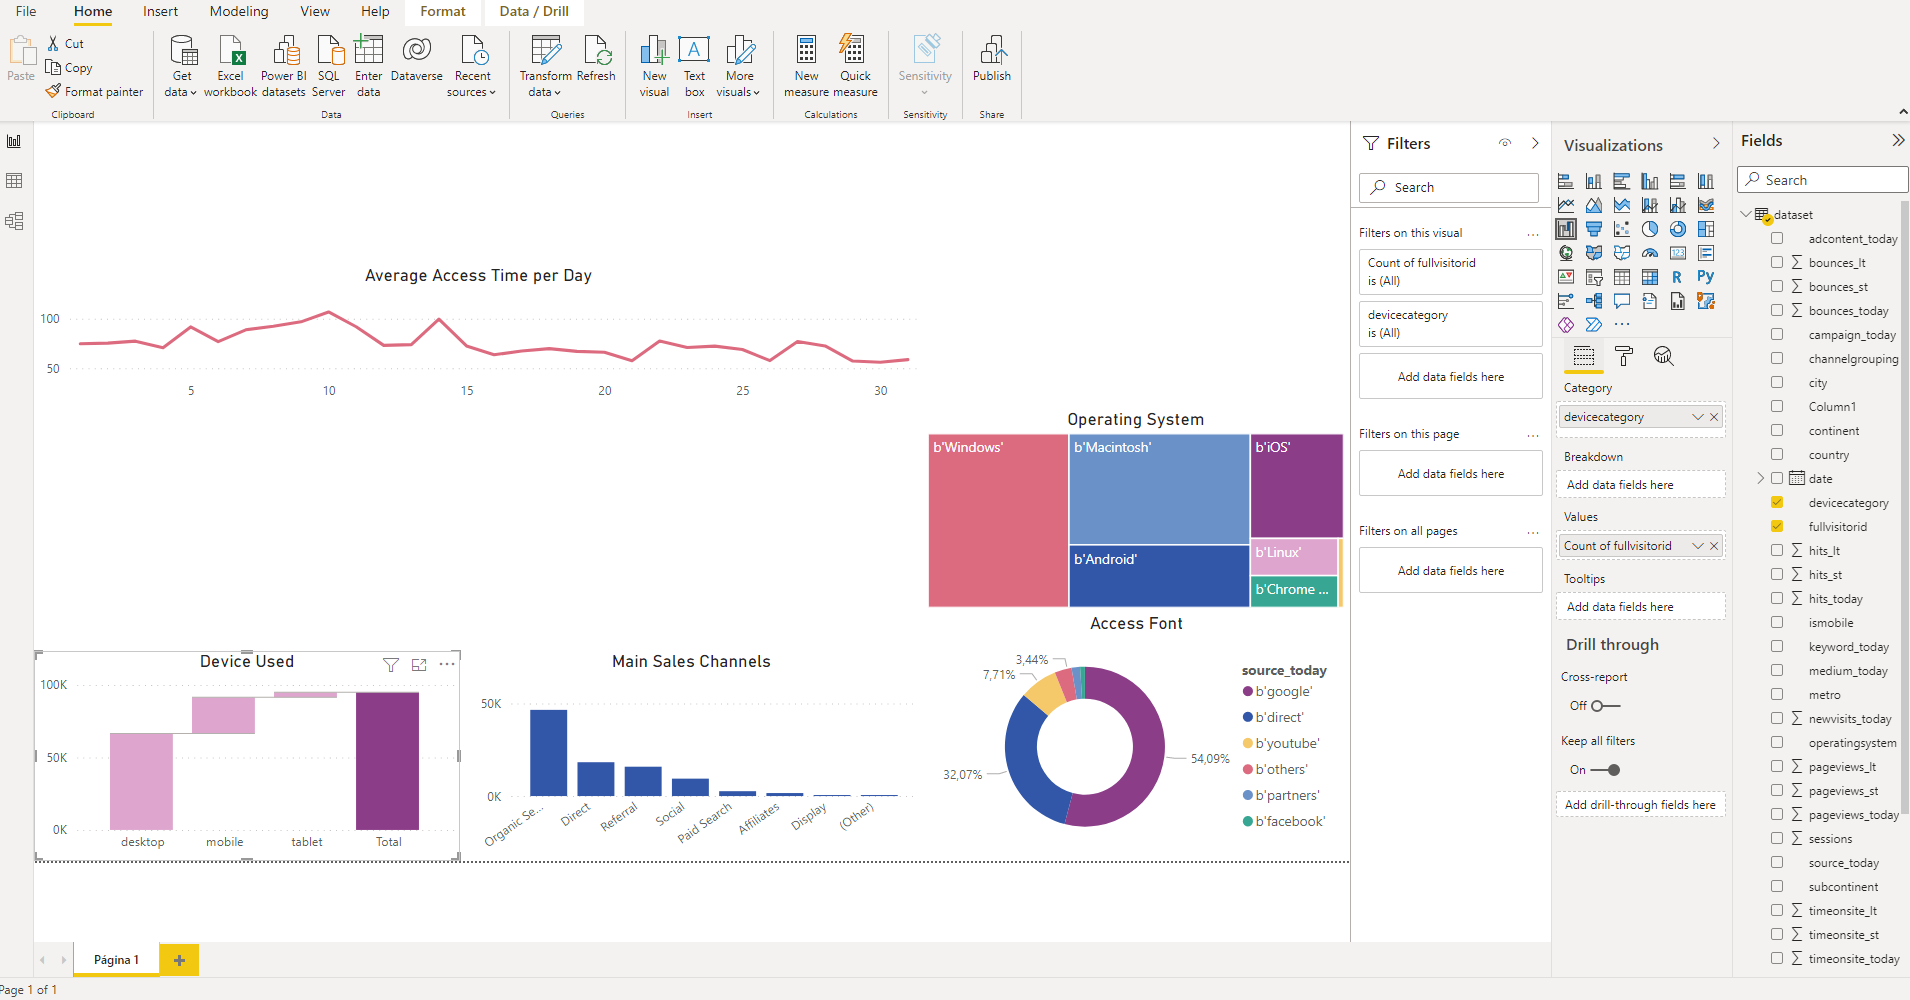 File Home Insert Modeling View Help Format Data / Drill
Paste
Cut
Copy
Format painter
Clipboard
Get data
Excel workbook
Power BI datasets
SQL Server
Enter data
Dataverse
Recent sources
Data
Transform data
Refresh
Queries
New visual
Text box
More visuals
Insert
New measure
Quick measure
Calculations
Sensitivity
Sensitivity
Publish
Share
Average Access Time per Day
100
50
5 10 15 20 25 30
Operating System
b'Windows'
b'Macintosh'
b'iOS'
b'Android'
b'Linux'
b'Chrome ...
Device Used
100K
50K
0K
desktop mobile tablet Total
Main Sales Channels
50K
0K
Organic Se...
Direct
Referral
Social
Paid Search
Affiliates
Display
(Other)
Access Font
3,44%
7,71%
32,07%
54,09%
source_today
b'google'
b'direct'
b'youtube'
b'others'
b'partners'
b'facebook'
Filters
Search
Filters on this visual
Count of fullvisitorid
is (All)
devicecategory
is (All)
Add data fields here
Filters on this page
Add data fields here
Filters on all pages
Add data fields here
Visualizations
123
R
Py
Category
devicecategory
Breakdown
Add data fields here
Values
Count of fullvisitorid
Tooltips
Add data fields here
Drill through
Cross-report
Off
Keep all filters
On
Add drill-through fields here
Fields
Search
dataset
adcontent_today
bounces_lt
bounces_st
bounces_today
campaign_today
channelgrouping
city
Column1
continent
country
date
devicecategory
fullvisitorid
hits_lt
hits_st
hits_today
ismobile
keyword_today
medium_today
metro
newvisits_today
operatingsystem
pageviews_lt
pageviews_st
pageviews_today
sessions
source_today
subcontinent
timeonsite_lt
timeonsite_st
timeonsite_today
Página 1
Page 1 of 1